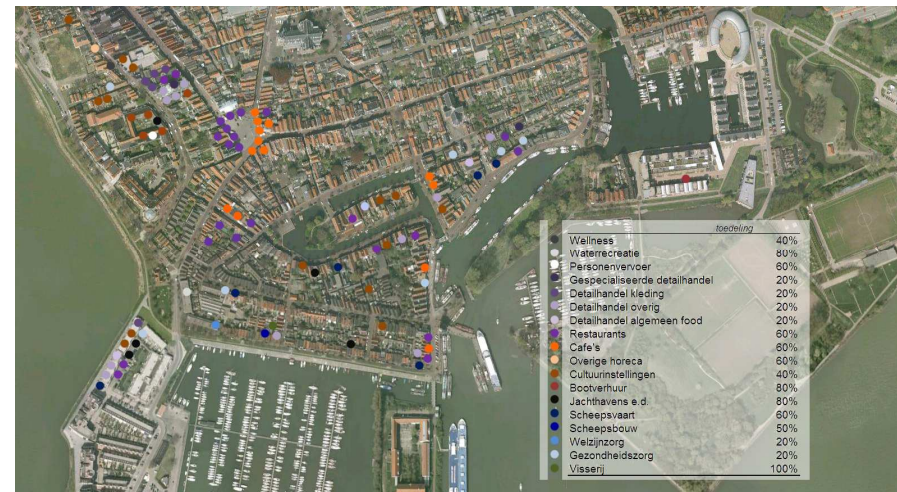 toedeling
Wellness 40%
Waterrecreatie 80%
Personenvervoer 60%
Gespecialiseerde detailhandel 20%
Detailhandel kleding 20%
Detailhandel overig 20%
Detailhandel algemeen food 20%
Restaurants 60%
Cafe's 60%
Overige horeca 60%
Cultuurinstellingen 40%
Bootverhuur 80%
Jachthavens e.d. 80%
Scheepsvaart 60%
Scheepsbouw 50%
Welzijnzorg 20%
Gezondheidszorg 20%
Visserij 100%